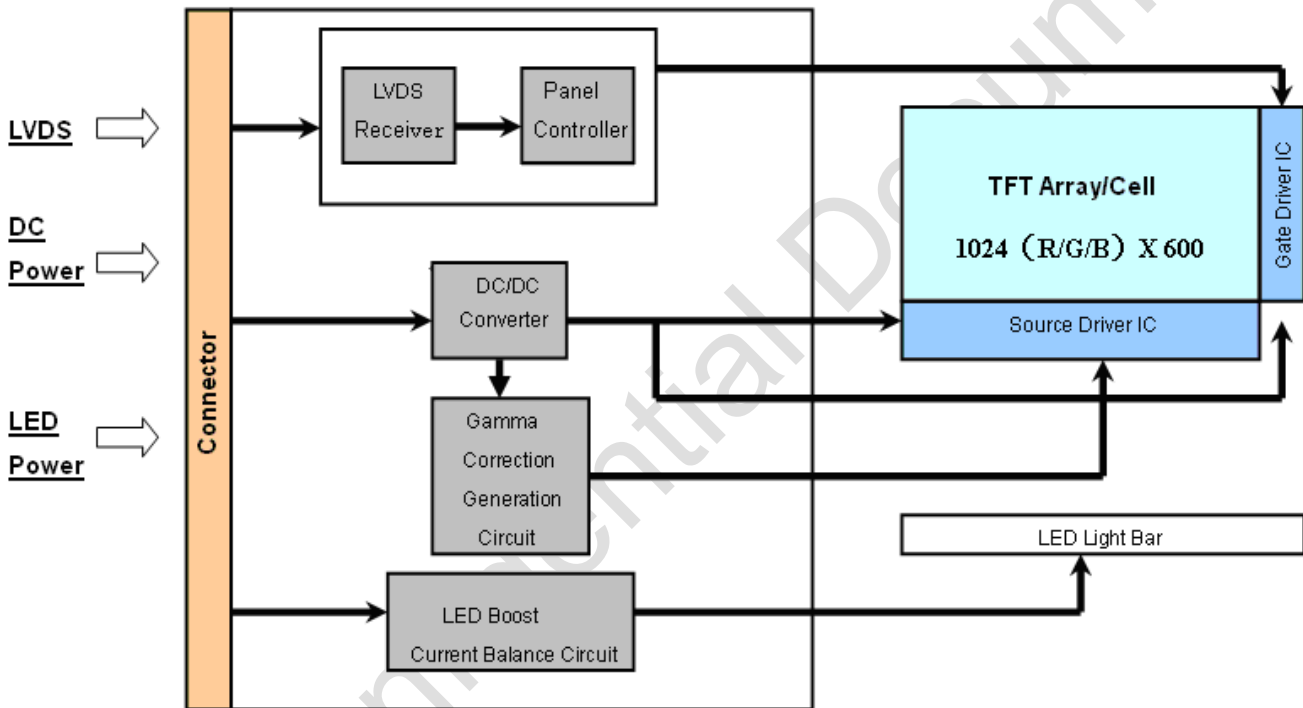 LVDS
DC
Power
LED
Power
Connector
LVDS
Receiver
Panel
Controller
DC/DC
Converter
Gamma
Correction
Generation
Circuit
LED Boost
Current Balance Circuit
TFT Array/Cell
1024（R/G/B）X 600
Gate Driver IC
Source Driver IC
LED Light Bar